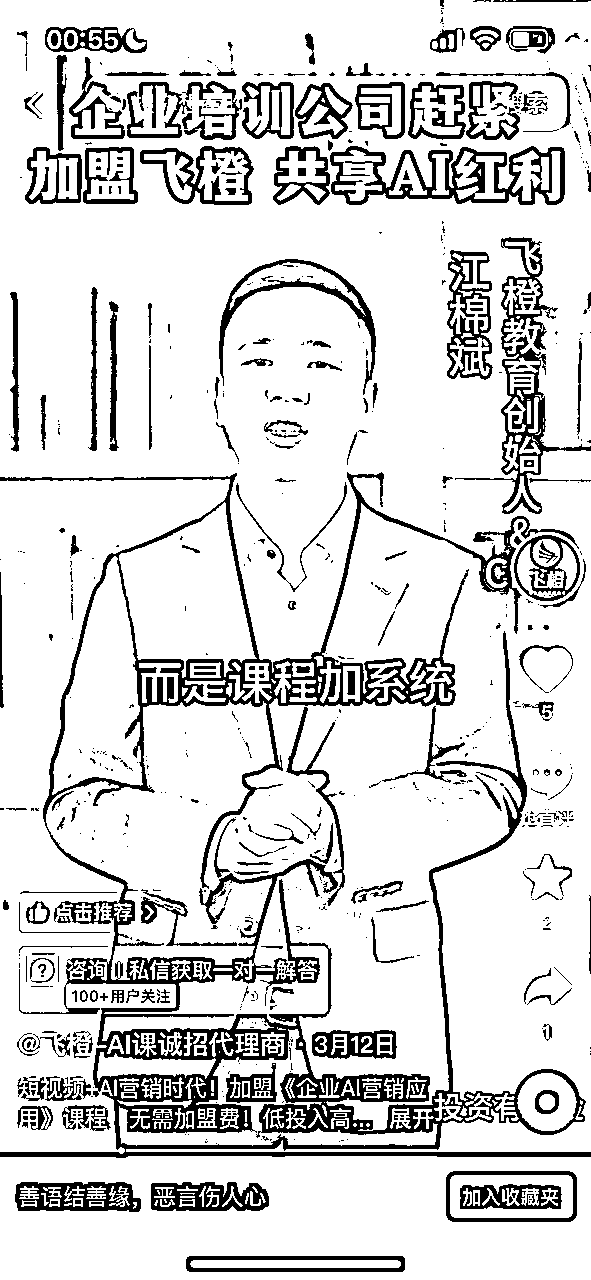 00:55
企业培训公司赶紧
加盟飞橙 共享AI红利
飞橙教育创始人&
江棉斌
飞橙
而是课程加系统
5
2
点击推荐
咨询 私信获取一对一解答
100+用户关注
@飞橙-AI课诚招代理商 · 3月12日
短视频+AI营销时代！加盟《企业AI营销应
用》课程 无需加盟费！低投入高... 展开
投资有
善语结善缘，恶言伤人心
加入收藏夹